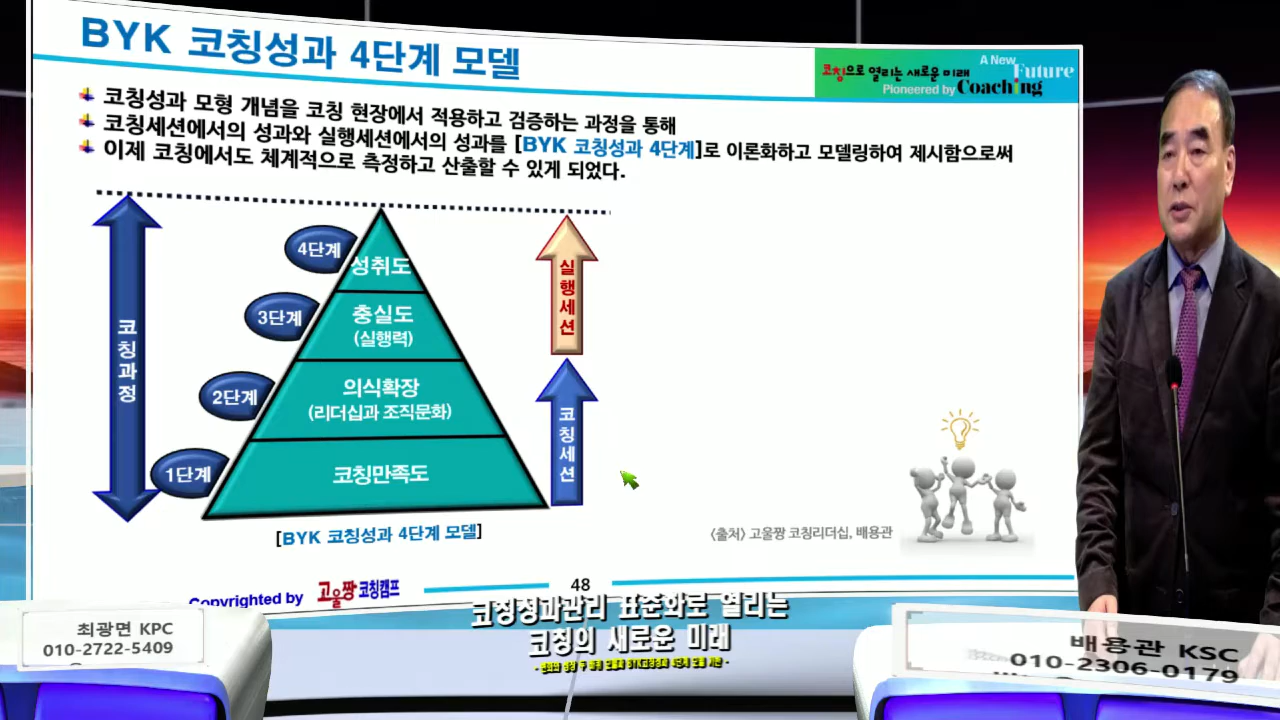 BYK 코칭성과 4단계 모델
코칭으로 열리는 새로운 미래
A New
Future
Pioneered by Coaching
코칭성과 모형 개념을 코칭 현장에서 적용하고 검증하는 과정을 통해
코칭세션에서의 성과와 실행세션에서의 성과를 [BYK 코칭성과 4단계]로 이론화하고 모델링하여 제시함으로써
이제 코칭에서도 체계적으로 측정하고 산출할 수 있게 되었다.
코칭과정
4단계
성취도
3단계
충실도
(실행력)
2단계
의식확장
(리더십과 조직문화)
1단계
코칭만족도
실행세션
코칭세션
[BYK 코칭성과 4단계 모델]
<출처> 고울짱 코칭리더십, 배용관
Copyrighted by 고울짱 코칭캠프
48
코칭성과관리 표준화로 열리는
코칭의 새로운 미래
최광면 KPC
010-2722-5409
배용관 KSC
010-2306-0179